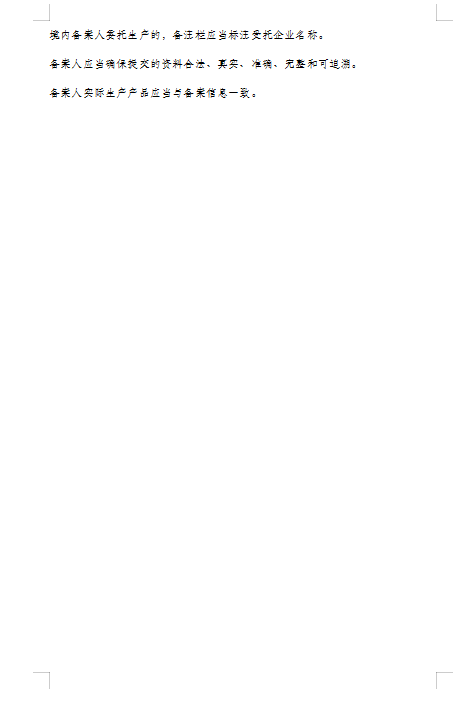 境内备案人委托生产的，备注栏应当标注受托企业名称。
备案人应当确保提交的资料合法、真实、准确、完整和可追溯。
备案人实际生产产品应当与备案信息一致。